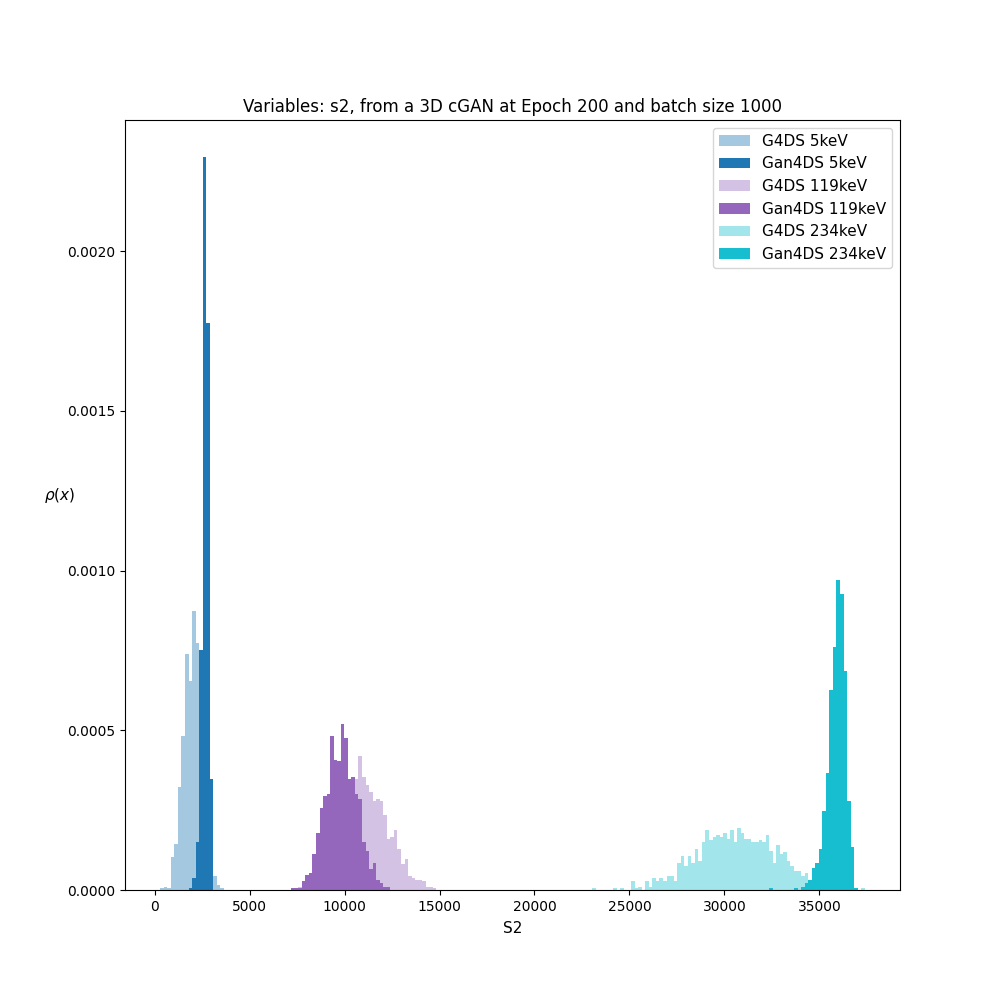 Variables: s2, from a 3D cGAN at Epoch 200 and batch size 1000
G4DS 5keV
Gan4DS 5keV
G4DS 119keV
Gan4DS 119keV
G4DS 234keV
Gan4DS 234keV
0.0020
0.0015
ρ(x)
0.0010
0.0005
0.0000
0 5000 10000 15000 20000 25000 30000 35000
S2